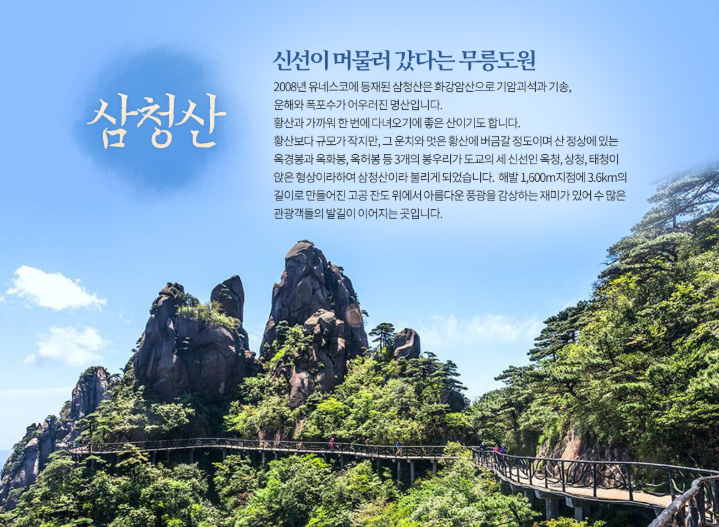 삼청산
신선이 머물러 갔다는 무릉도원
2008년 유네스코에 등재된 삼청산은 화강암산으로 기암괴석과 기송,
운해와 폭포수가 어우러진 명산입니다.
황산과 가까워 한 번에 다녀오기에 좋은 산이기도 합니다.
황산보다 규모가 작지만, 그 운치와 멋은 황산에 버금갈 정도이며 산 정상에 있는
옥경봉과 옥화봉, 옥허봉 등 3개의 봉우리가 도교의 세 신선인 옥청, 상청, 태청이
앉은 형상이라하여 삼청산이라 불리게 되었습니다. 해발 1,600m지점에 3.6km의
길이로 만들어진 고공 잔도 위에서 아름다운 풍광을 감상하는 재미가 있어 수 많은
관광객들의 발길이 이어지는 곳입니다.